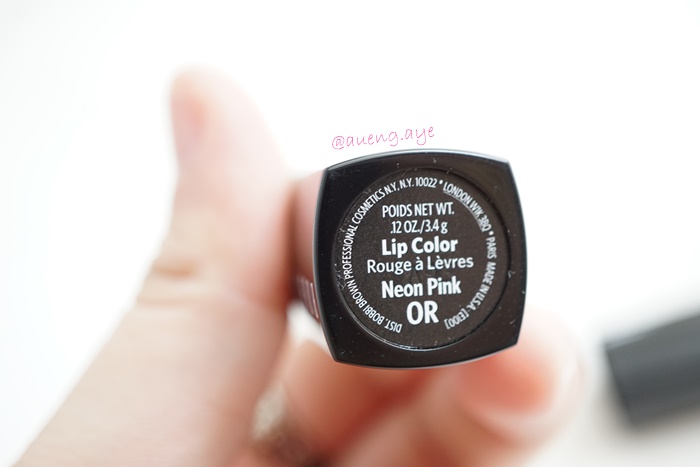 @aueng.aye
DIST. BOBBI BROWN PROFESSIONAL COSMETICS N.Y., N.Y. 10022 * LONDON W1K 3BQ * PARIS MADE IN U.S.A. [E100]
POIDS NET WT.
.12 OZ./3.4 g
Lip Color
Rouge à Lèvres
Neon Pink
OR